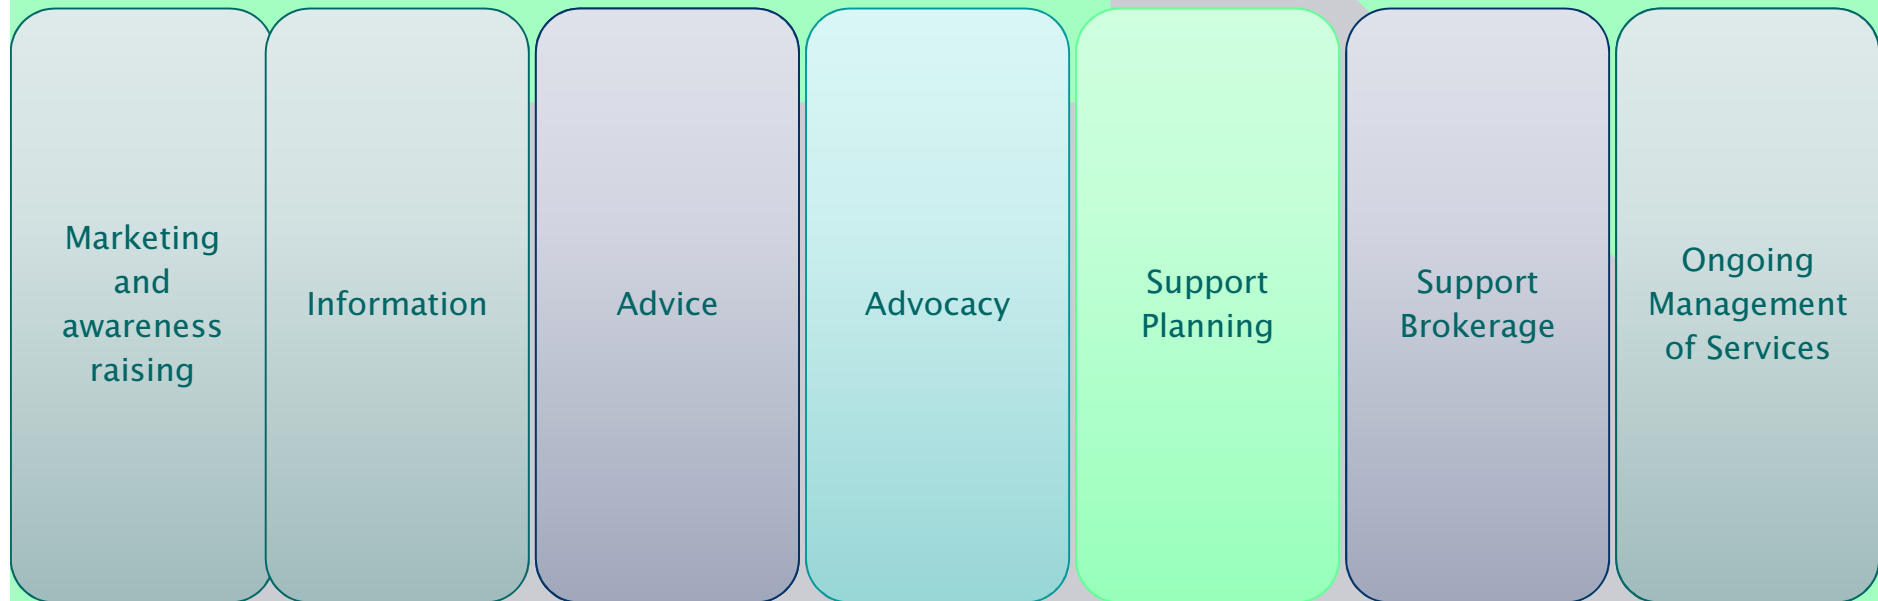 Marketing
and
awareness
raising
Information
Advice
Advocacy
Support
Planning
Support
Brokerage
Ongoing
Management
of Services